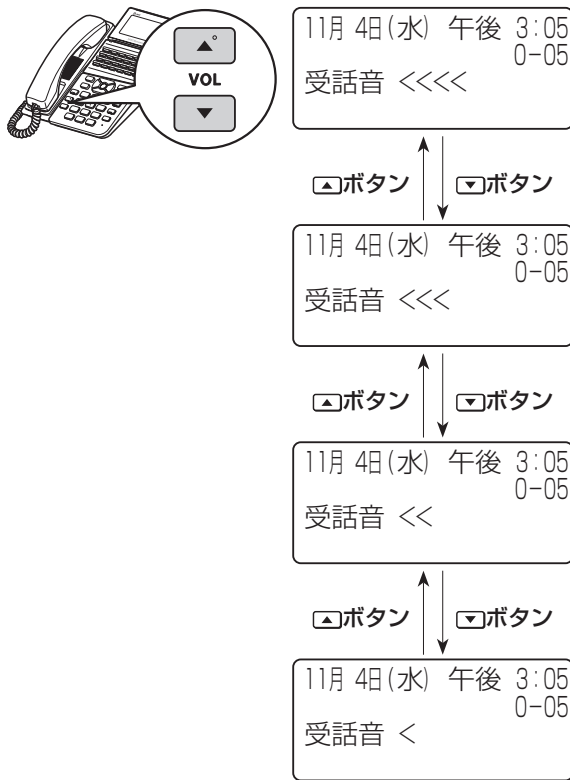 VOL
11月 4日(水) 午後 3:05
0-05
受話音 <<<<
▲ボタン ▼ボタン
11月 4日(水) 午後 3:05
0-05
受話音 <<<
▲ボタン ▼ボタン
11月 4日(水) 午後 3:05
0-05
受話音 <<
▲ボタン ▼ボタン
11月 4日(水) 午後 3:05
0-05
受話音 <